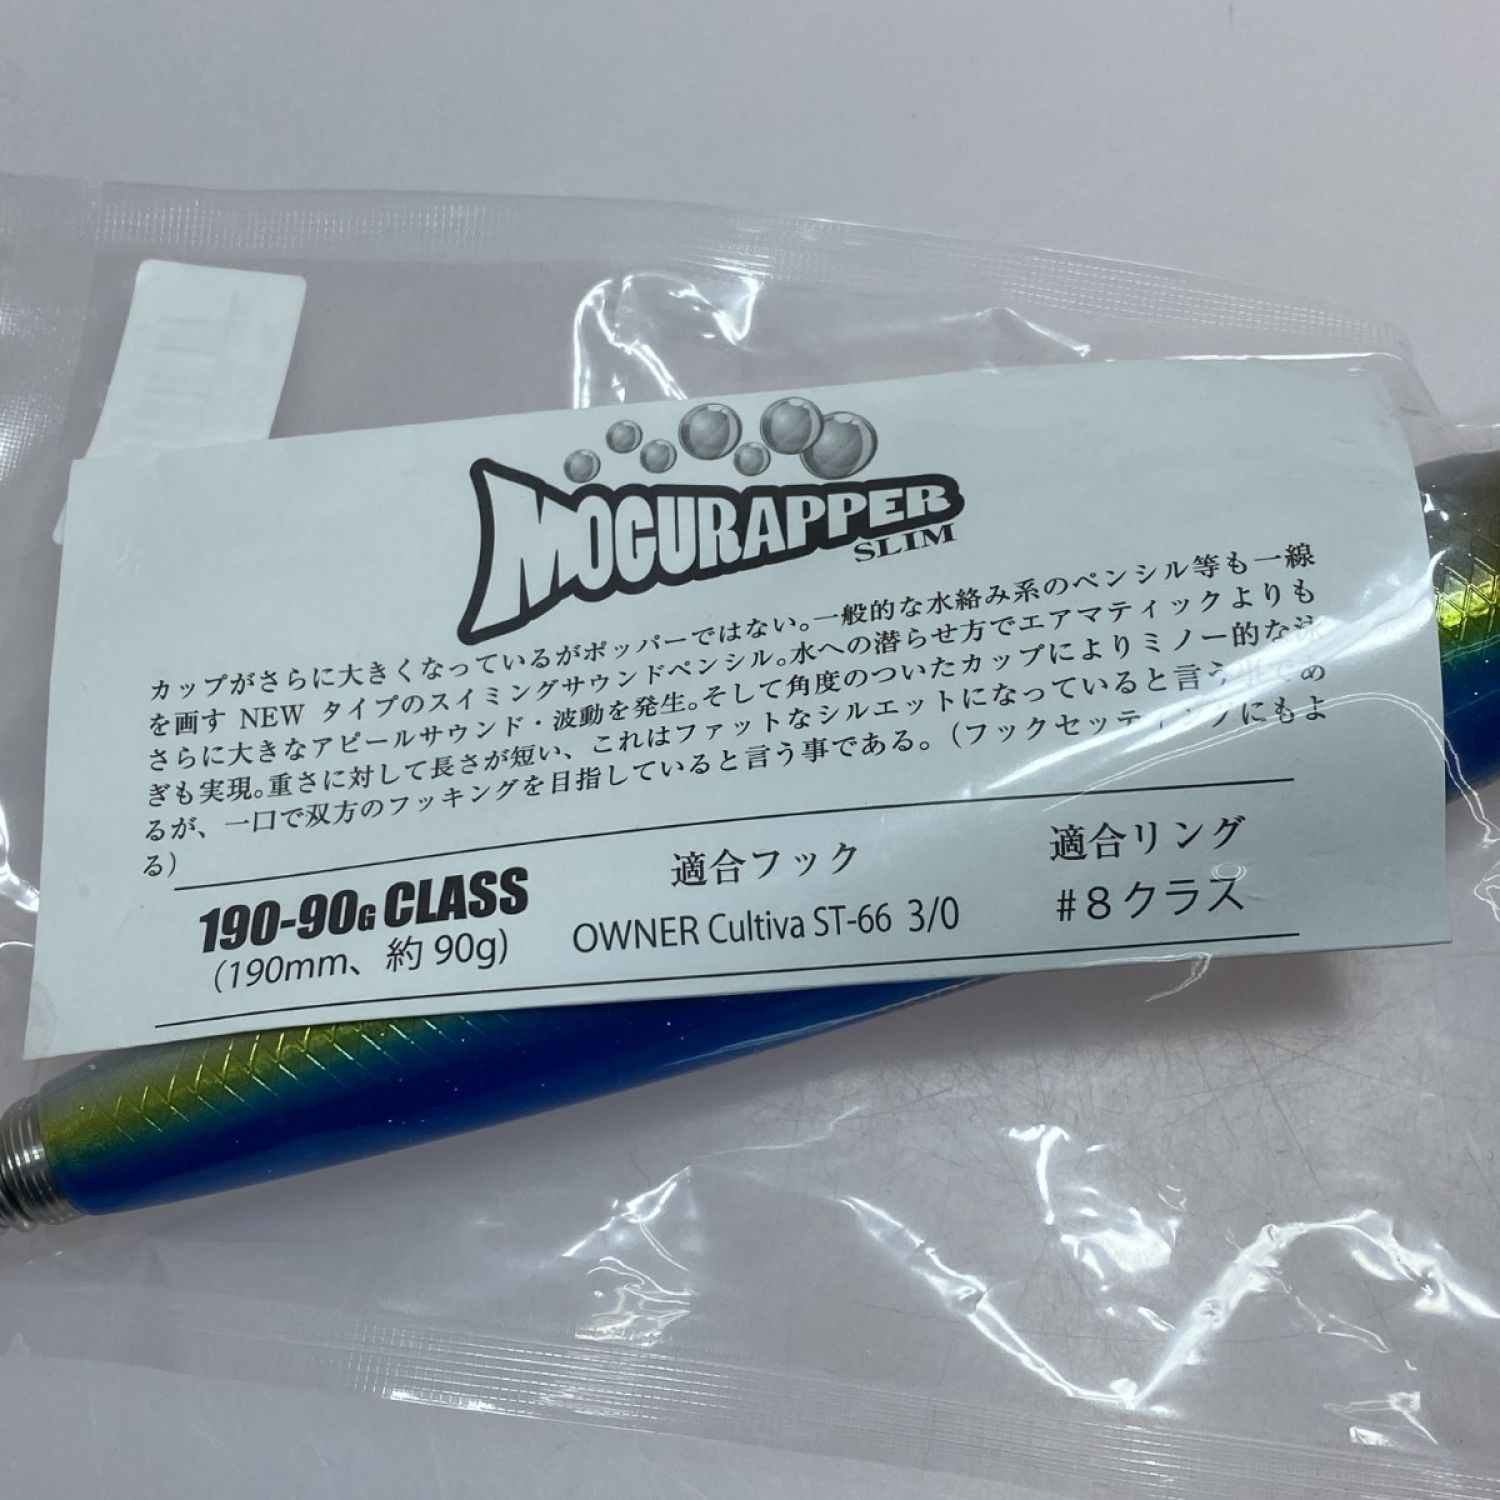 MOGURAPPER
SLIM
カップがさらに大きくなっているがポッパーではない。一般的な水絡み系のペンシル等も一線
を画す NEW タイプのスイミングサウンドペンシル。水への潜らせ方でエアマティックよりも
さらに大きなアピールサウンド・波動を発生。そして角度のついたカップによりミノー的な泳
ぎも実現。重さに対して長さが短い、これはファットなシルエットになっていると言う事であ
るが、一口で双方のフッキングを目指していると言う事である。（フックセッティングにもよ
る）
190-90G CLASS
（190mm、約 90g）
適合フック
OWNER Cultiva ST-66 3/0
適合リング
＃８クラス